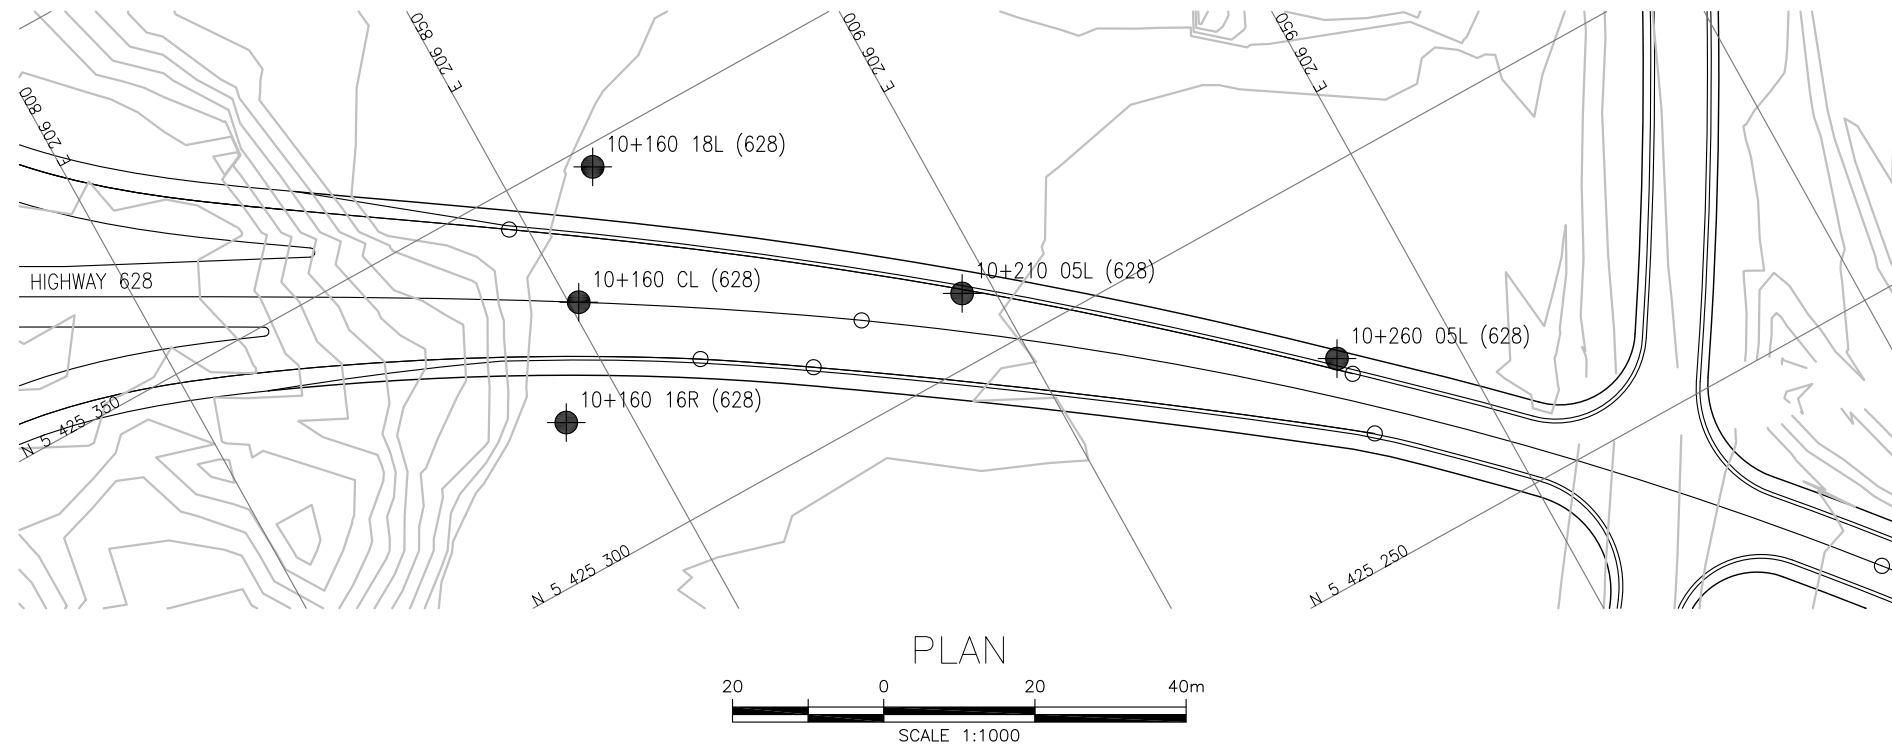 E 206 800
E 206 850
E 206 900
E 206 950
10+160 18L (628)
HIGHWAY 628
10+160 CL (628)
10+210 05L (628)
10+260 05L (628)
10+160 16R (628)
N 5 425 350
N 5 425 300
N 5 425 250
PLAN
20 0 20 40m
SCALE 1:1000